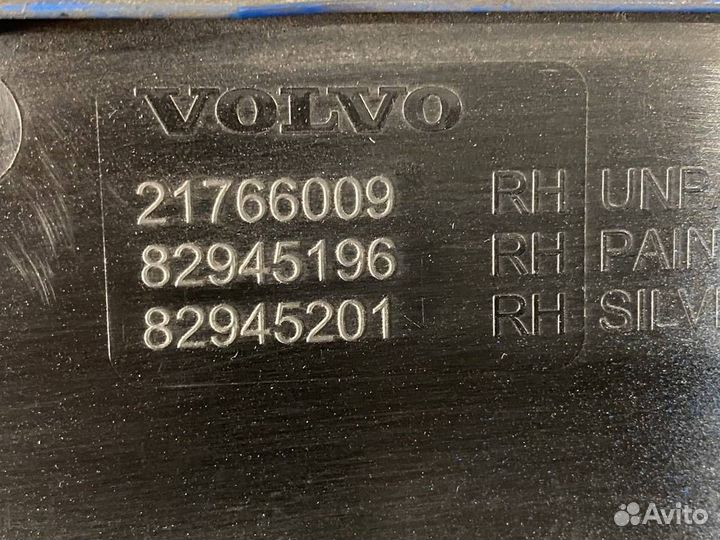 VOLVO
21766009 RH UNP
82945196 RH PAIN
82945201 RH SILV
Avito